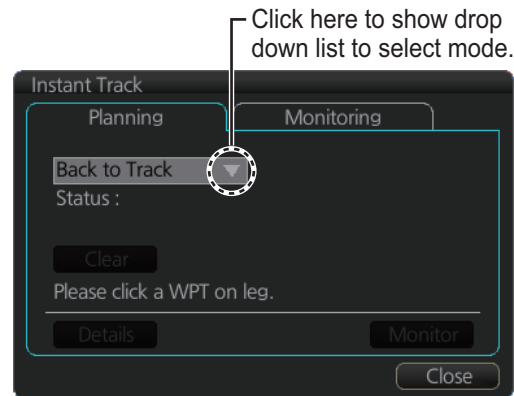 Click here to show drop
down list to select mode.
Instant Track
Planning
Monitoring
Back to Track
Status :
Clear
Please click a WPT on leg.
Details
Monitor
Close